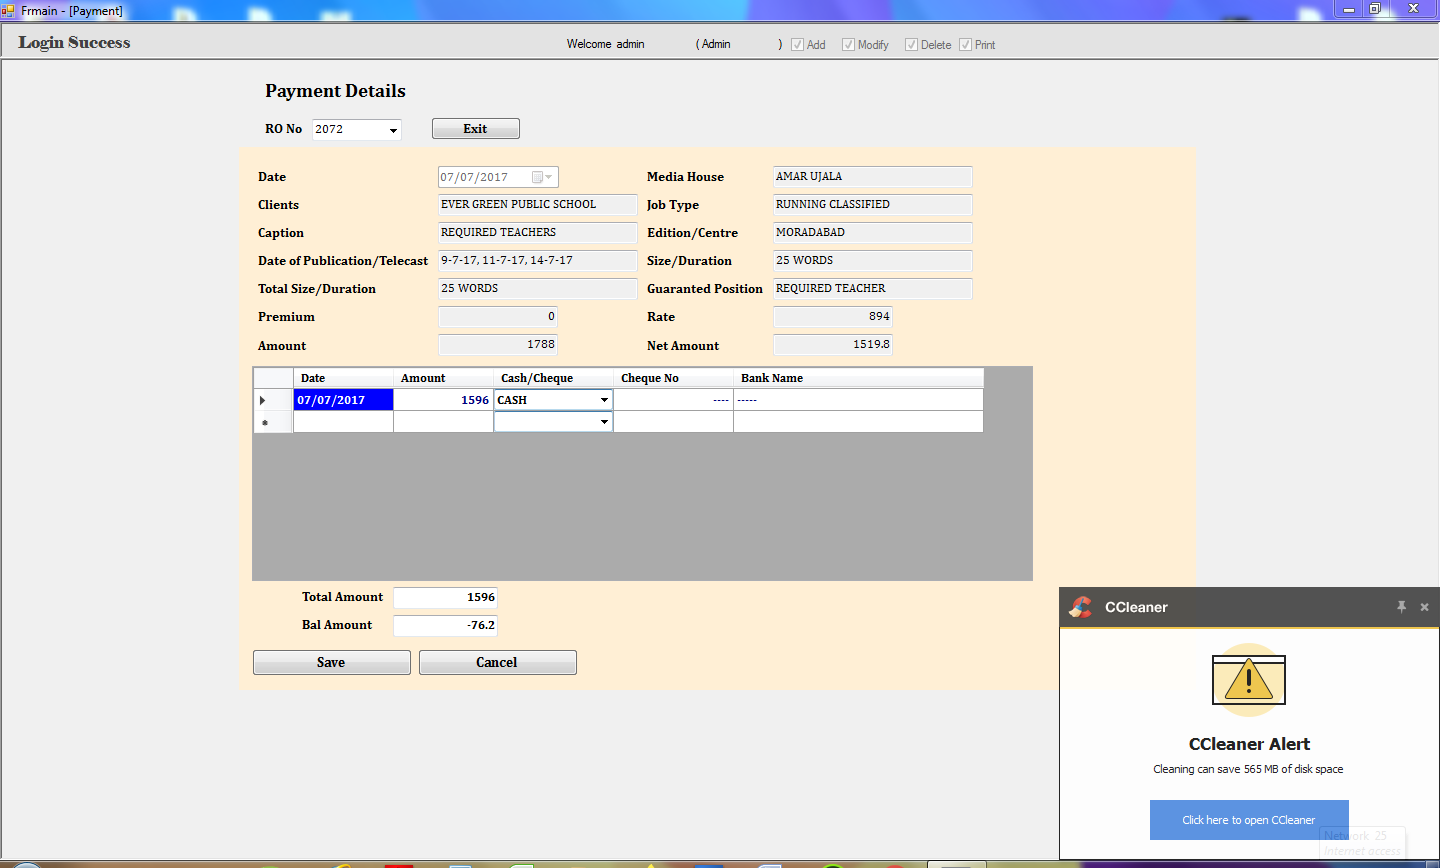 Frmain - [Payment]
Login Success
Welcome admin ( Admin ) Add Modify Delete Print
Payment Details
RO No 2072 Exit
Date 07/07/2017 Media House AMAR UJALA
Clients EVER GREEN PUBLIC SCHOOL Job Type RUNNING CLASSIFIED
Caption REQUIRED TEACHERS Edition/Centre MORADABAD
Date of Publication/Telecast 9-7-17, 11-7-17, 14-7-17 Size/Duration 25 WORDS
Total Size/Duration 25 WORDS Guaranted Position REQUIRED TEACHER
Premium 0 Rate 894
Amount 1788 Net Amount 1519.8
Date Amount Cash/Cheque Cheque No Bank Name
07/07/2017 1596 CASH ---- -----
Total Amount 1596
Bal Amount -76.2
Save Cancel
CCleaner
CCleaner Alert
Cleaning can save 565 MB of disk space
Click here to open CCleaner
Network 25
Internet access